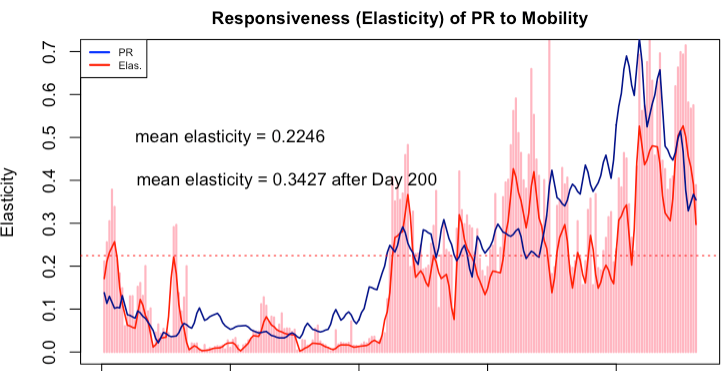 Responsiveness (Elasticity) of PR to Mobility
PR
Elas.
mean elasticity = 0.2246
mean elasticity = 0.3427 after Day 200
Elasticity
0.7
0.6
0.5
0.4
0.3
0.2
0.1
0.0